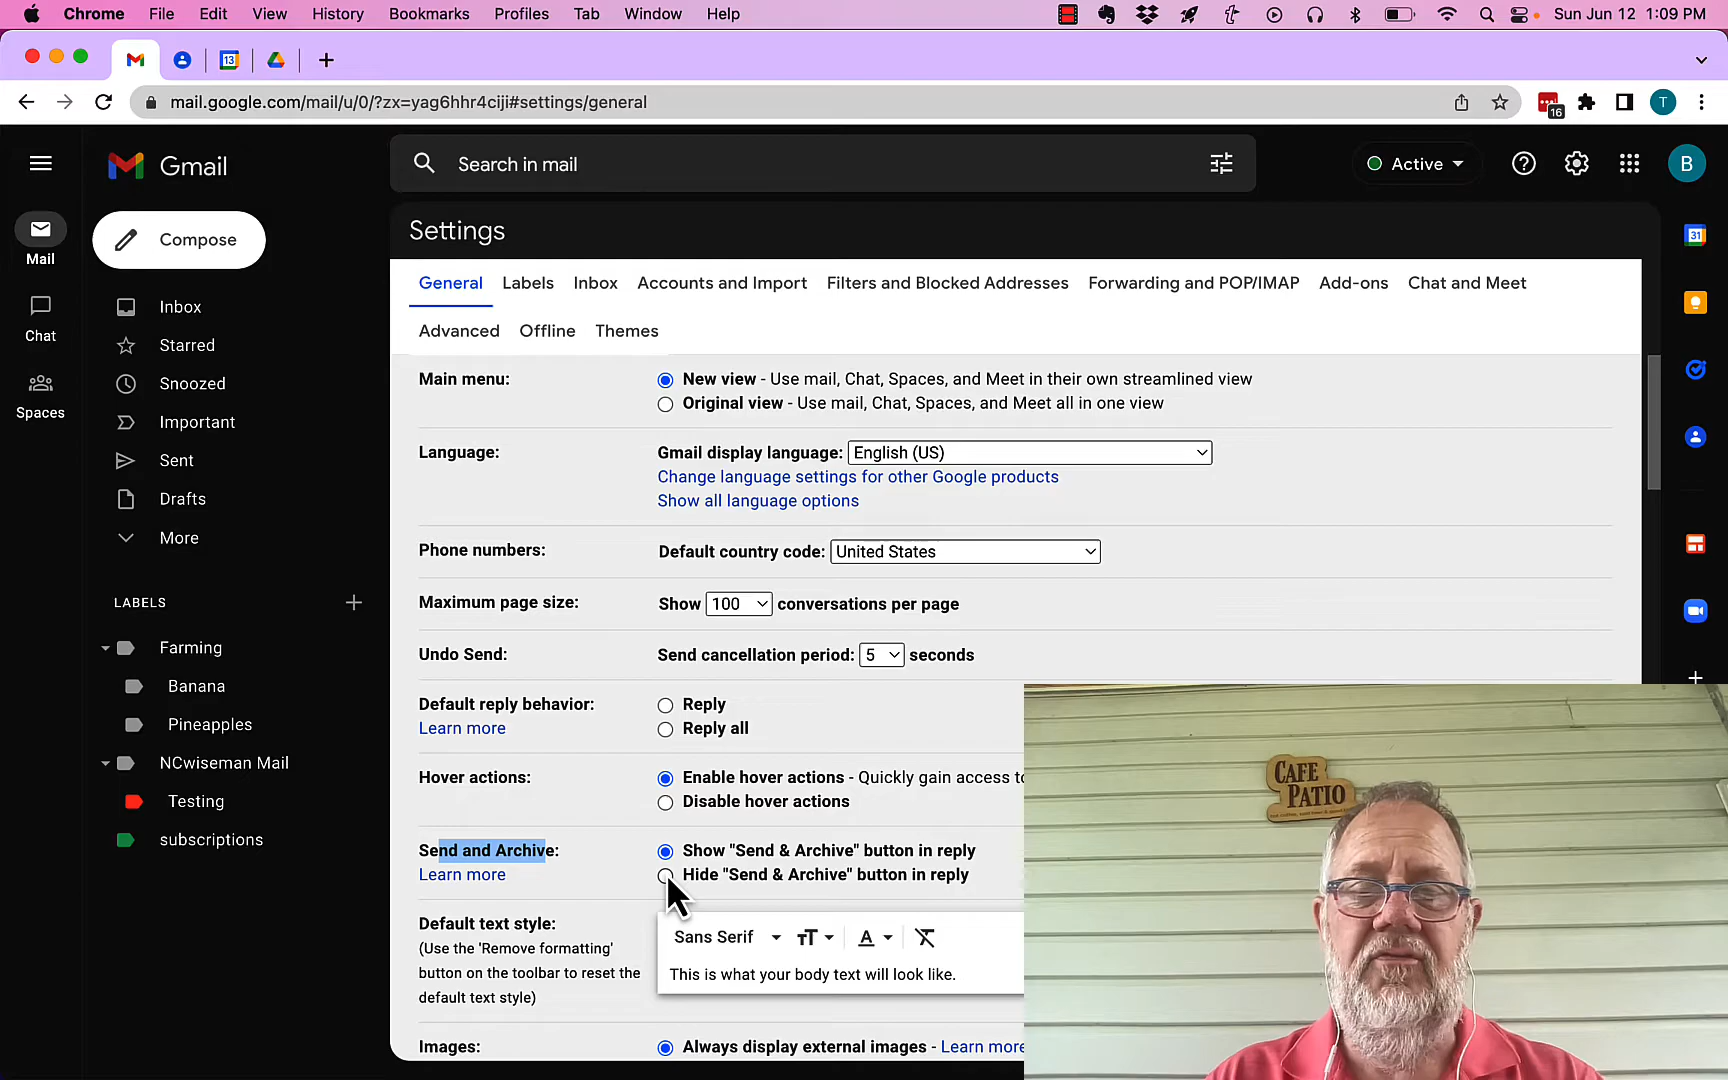 Chrome File Edit View History Bookmarks Profiles Tab Window Help Sun Jun 12 1:09 PM
13
mail.google.com/mail/u/0/?zx=yag6hhr4ciji#settings/general 16 T
Gmail Search in mail Active B
Compose
Mail
Chat
Spaces
Inbox
Starred
Snoozed
Important
Sent
Drafts
More
LABELS
Farming
Banana
Pineapples
NCwiseman Mail
Testing
subscriptions
Settings
General Labels Inbox Accounts and Import Filters and Blocked Addresses Forwarding and POP/IMAP Add-ons Chat and Meet
Advanced Offline Themes
Main menu: New view - Use mail, Chat, Spaces, and Meet in their own streamlined view
Original view - Use mail, Chat, Spaces, and Meet all in one view
Language: Gmail display language: English (US)
Change language settings for other Google products
Show all language options
Phone numbers: Default country code: United States
Maximum page size: Show 100 conversations per page
Undo Send: Send cancellation period: 5 seconds
Default reply behavior: Reply
Learn more Reply all
Hover actions: Enable hover actions - Quickly gain access to
Disable hover actions
Send and Archive: Show "Send & Archive" button in reply
Learn more Hide "Send & Archive" button in reply
Default text style:
(Use the 'Remove formatting'
button on the toolbar to reset the
default text style)
Sans Serif
This is what your body text will look like.
Images: Always display external images - Learn more
31
CAFE
PATIO